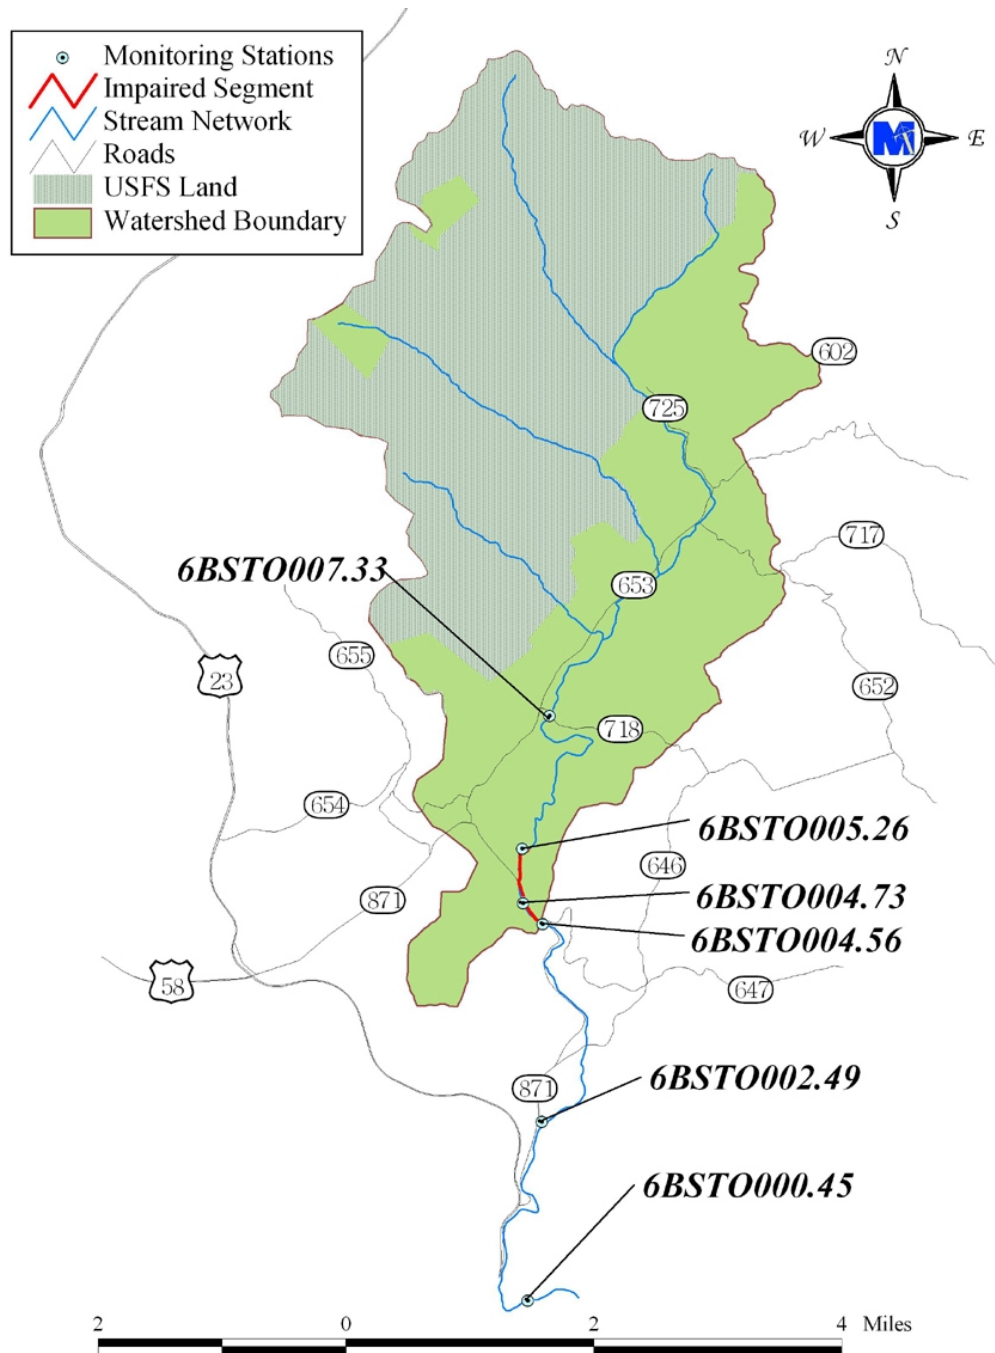 Monitoring Stations
Impaired Segment
Stream Network
Roads
USFS Land
Watershed Boundary
N
W
M
E
S
602
725
717
6BSTO007.33
653
655
23
652
718
654
6BSTO005.26
646
871
6BSTO004.73
6BSTO004.56
58
647
6BSTO002.49
871
6BSTO000.45
2
0
2
4
Miles